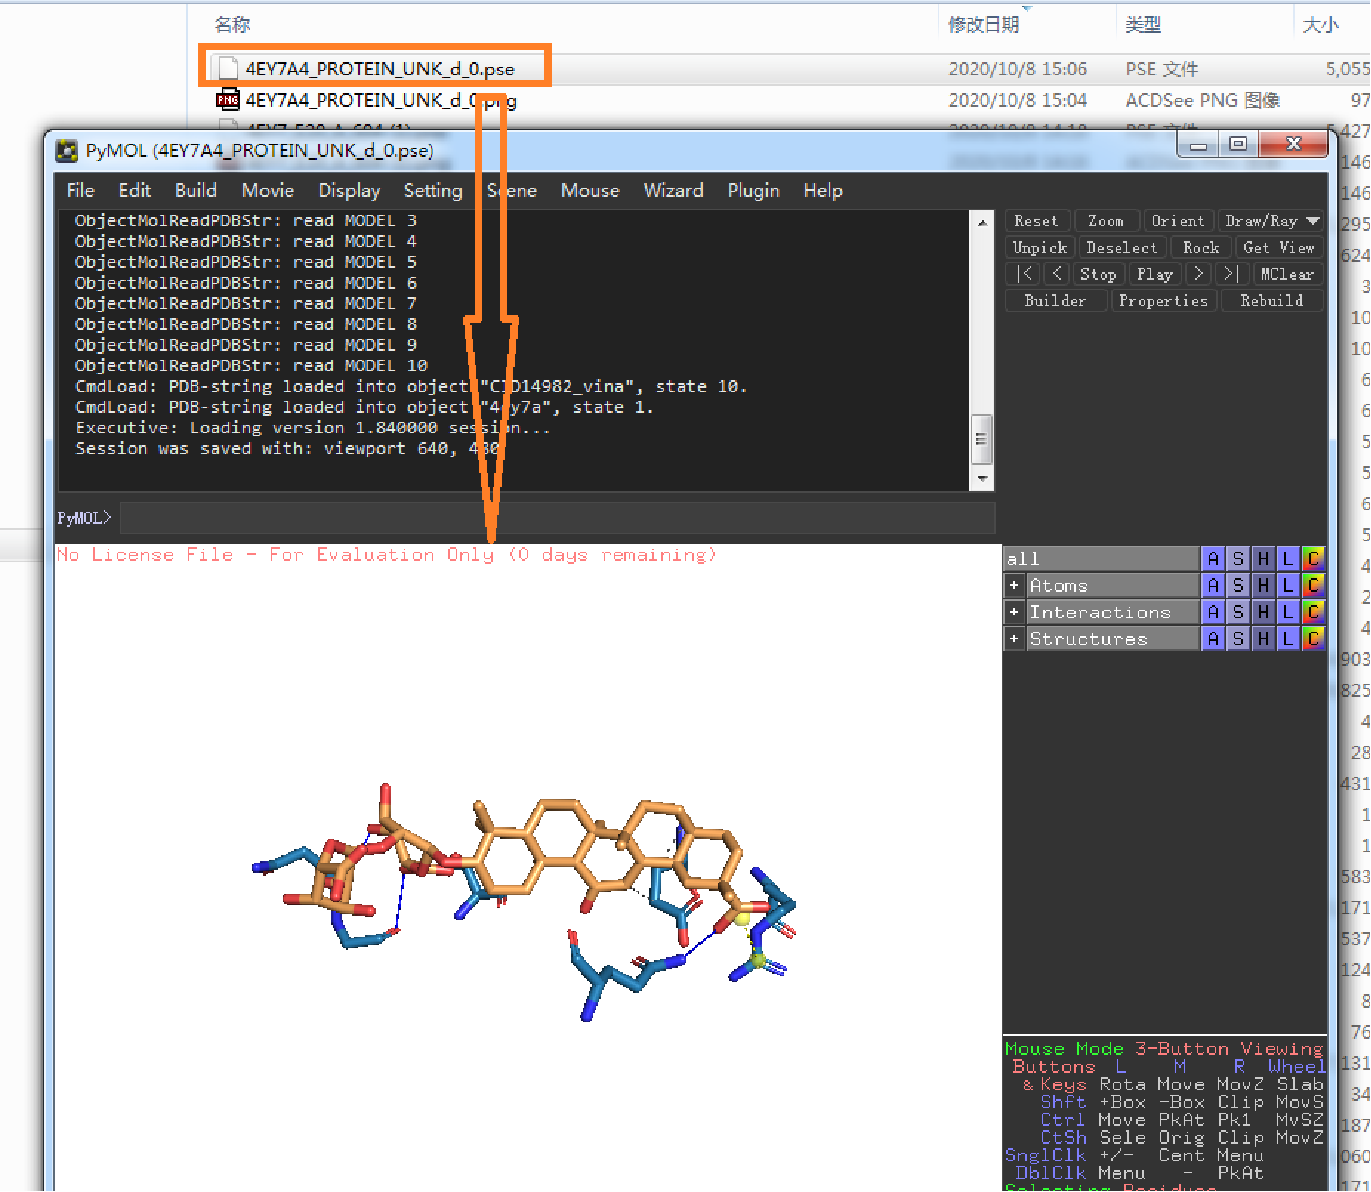 名称 修改日期 类型 大小
4EY7A4_PROTEIN_UNK_d_0.pse 2020/10/8 15:06 PSE 文件 5,055
4EY7A4_PROTEIN_UNK_d_0.png 2020/10/8 15:04 ACDSee PNG 图像 97
PyMOL (4EY7A4_PROTEIN_UNK_d_0.pse)
File Edit Build Movie Display Setting Scene Mouse Wizard Plugin Help
ObjectMolReadPDBStr: read MODEL 3
ObjectMolReadPDBStr: read MODEL 4
ObjectMolReadPDBStr: read MODEL 5
ObjectMolReadPDBStr: read MODEL 6
ObjectMolReadPDBStr: read MODEL 7
ObjectMolReadPDBStr: read MODEL 8
ObjectMolReadPDBStr: read MODEL 9
ObjectMolReadPDBStr: read MODEL 10
CmdLoad: PDB-string loaded into object "CID14982_vina", state 10.
CmdLoad: PDB-string loaded into object "4ey7a", state 1.
Executive: Loading version 1.840000 session...
Session was saved with: viewport 640, 480
Reset Zoom Orient Draw/Ray
Unpick Deselect Rock Get View
|< < Stop Play > >| MClear
Builder Properties Rebuild
PyMOL>
No License File - For Evaluation Only (0 days remaining)
all A S H L C
+ Atoms A S H L C
+ Interactions A S H L C
+ Structures A S H L C
Mouse Mode 3-Button Viewing
Buttons L M R Wheel
& Keys Rota Move MovZ Slab
Shft +Box -Box Clip MovS
Ctrl Move PkAt Pk1 MvSZ
CtSh Sele Orig Clip MovZ
SnglClk +/- Cent Menu
DblClk Menu - PkAt
Selecting Residues